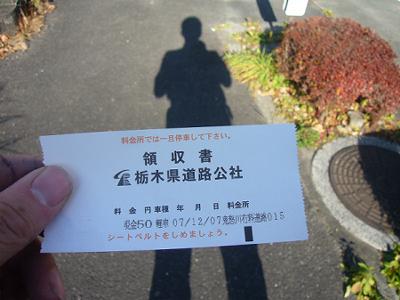 料金所では一旦停車して下さい。
領収書
栃木県道路公社
料金 円 車種 年 月 日 料金所
現金50 軽車 07/12/07 鬼怒川有料道路015
シートベルトをしめましょう。